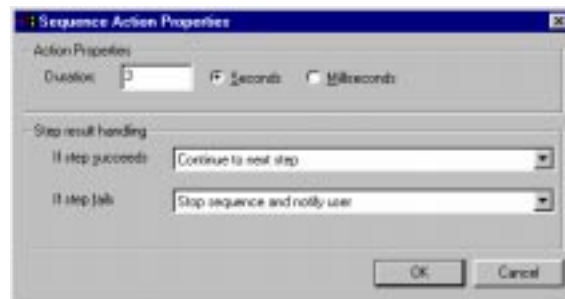 Sequence Action Properties
Action Properties
Duration: Seconds Milliseconds
Step result handling
If step succeeds Continue to next step
If step fails Stop sequence and notify user
OK Cancel